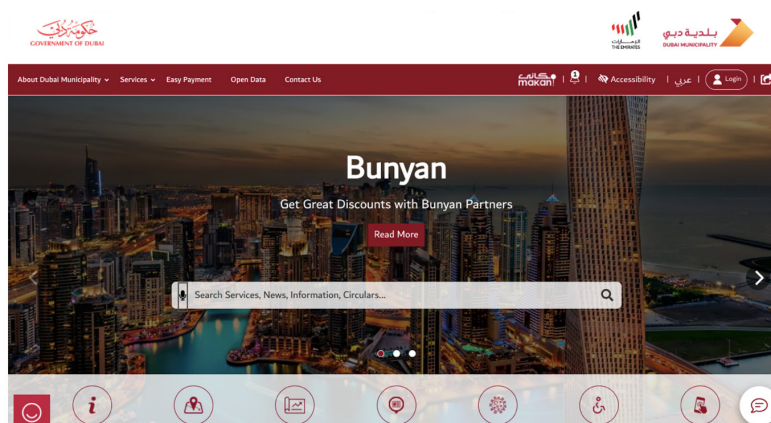 حكومة دبي
GOVERNMENT OF DUBAI
الإمارات
THE EMIRATES
بلدية دبي
DUBAI MUNICIPALITY
About Dubai Municipality
Services
Easy Payment
Open Data
Contact Us
مكاني
makani
1
Accessibility
عربي
Login
Bunyan
Get Great Discounts with Bunyan Partners
Read More
Search Services, News, Information, Circulars...